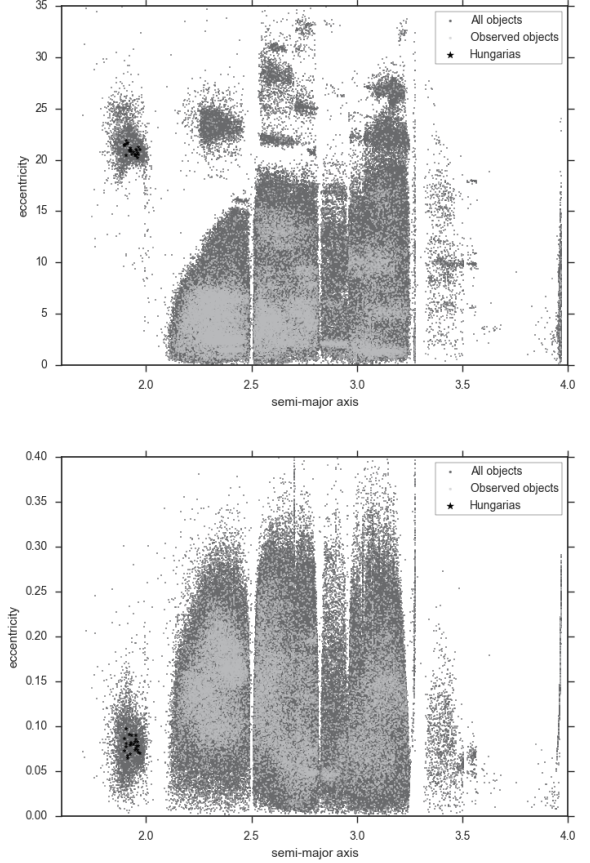 35
30
25
20
15
10
5
0
eccentricity
All objects
Observed objects
Hungarias
2.0 2.5 3.0 3.5 4.0
semi-major axis
0.40
0.35
0.30
0.25
0.20
0.15
0.10
0.05
0.00
eccentricity
All objects
Observed objects
Hungarias
2.0 2.5 3.0 3.5 4.0
semi-major axis